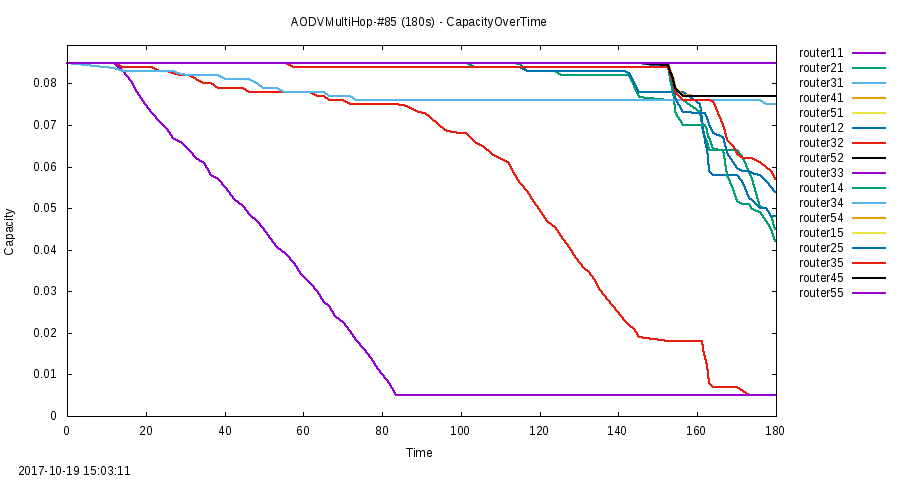 AODVMultiHop-#85 (180s) - CapacityOverTime
0.08
0.07
0.06
0.05
0.04
0.03
0.02
0.01
0
Capacity
0 20 40 60 80 100 120 140 160 180
Time
router11
router21
router31
router41
router51
router12
router32
router52
router33
router14
router34
router54
router15
router25
router35
router45
router55
2017-10-19 15:03:11